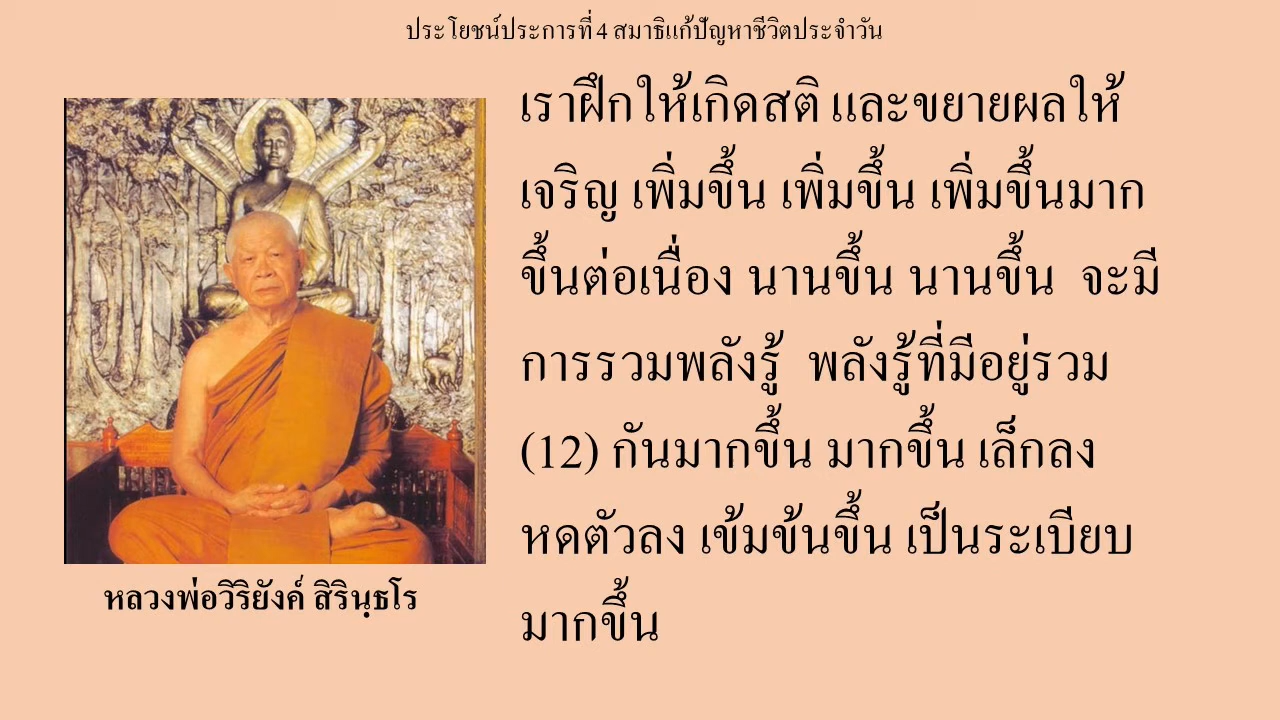 ประโยชน์ประการที่ 4 สมาธิแก้ปัญหาชีวิตประจำวัน
เราฝึกให้เกิดสติ และขยายผลให้
เจริญ เพิ่มขึ้น เพิ่มขึ้น เพิ่มขึ้นมาก
ขึ้นต่อเนื่อง นานขึ้น นานขึ้น จะมี
การรวมพลังรู้ พลังรู้ที่มีอยู่รวม
(12) กันมากขึ้น มากขึ้น เล็กลง
หดตัวลง เข้มข้นขึ้น เป็นระเบียบ
มากขึ้น
หลวงพ่อวิริยังค์ สิรินฺธโร